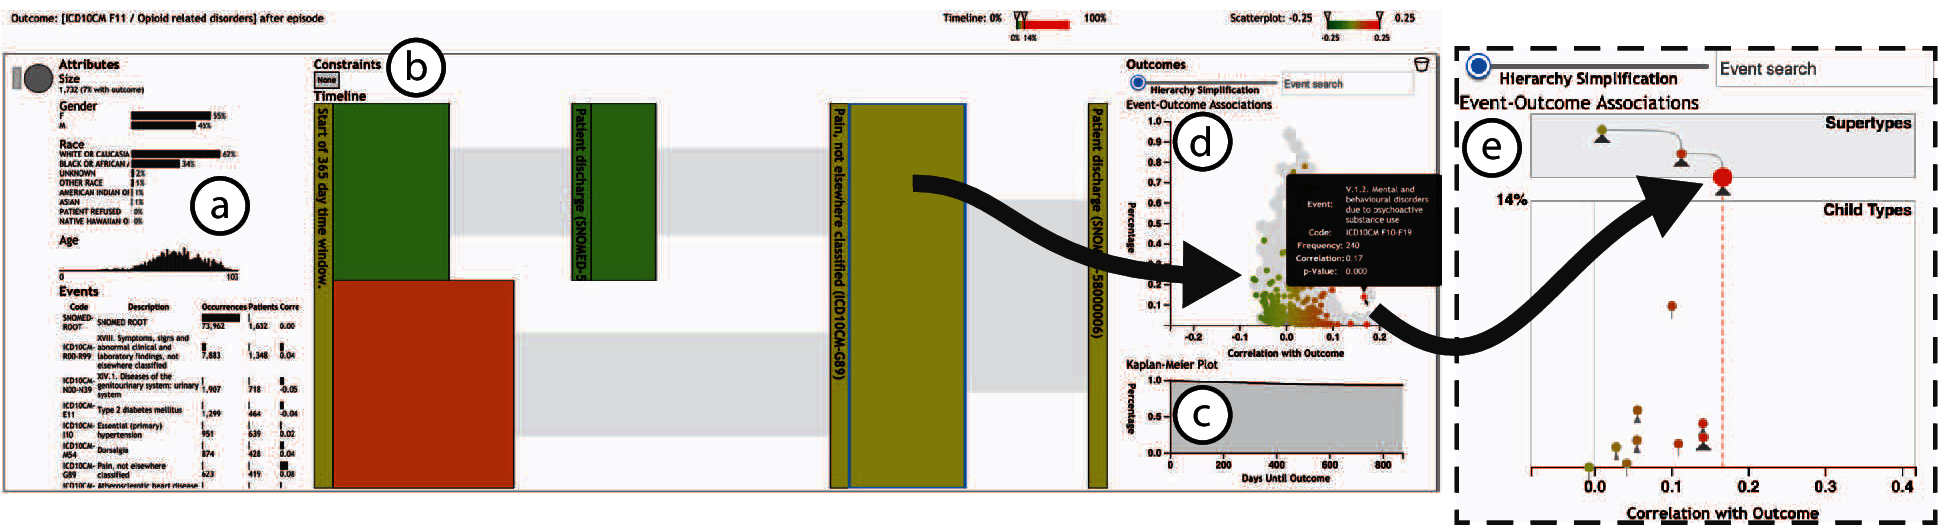 Outcome: [ICD10CM F11 / Opioid related disorders] after episode
Timeline: 0% 100%
0% 14%
Scatterplot: -0.25 0.25
-0.25 0.25
Attributes
Size
1,732 (7% with outcome)
Gender
F 55%
M 45%
Race
WHITE OR CAUCASIA 62%
BLACK OR AFRICAN A 34%
UNKNOWN 2%
OTHER RACE 1%
AMERICAN INDIAN O 1%
ASIAN 1%
PATIENT REFUSED 0%
NATIVE HAWAIIAN O 0%
a
Age
0 103
Events
Code Description Occurrences Patients Corre
SNOMED-ROOT SNOMED ROOT 73,962 1,632 0.00
ICD10CM-R00-R99 XVIII. Symptoms, signs and abnormal clinical and laboratory findings, not elsewhere classified 7,883 1,348 0.04
ICD10CM-N00-N39 XIV.1. Diseases of the genitourinary system: urinary system 1,907 718 -0.05
ICD10CM-E11 Type 2 diabetes mellitus 1,299 464 -0.04
ICD10CM-I10 Essential (primary) hypertension 951 639 0.02
ICD10CM-M54 Dorsalgia 874 428 0.04
ICD10CM-G89 Pain, not elsewhere classified 623 419 0.08
ICD10CM- Atherosclerotic heart disease
Constraints
b
None
Timeline
Start of 365 day time window.
Patient discharge (SNOMED-5
Pain, not elsewhere classified (ICD10CM-G89)
Patient discharge (SNOM -58000006)
Outcomes
Hierarchy Simplification
Event search
Event-Outcome Associations
d
Percentage
1.0
0.9
0.8
0.7
0.6
0.5
0.4
0.2
0.1
-0.2 -0.1 0.0 0.1 0.2
Correlation with Outcome
Event: V.1.2. Mental and behavioural disorders due to psychoactive substance use
Code: ICD10CM F10-F19
Frequency: 240
Correlation: 0.17
p-Value: 0.000
Kaplan-Meier Plot
c
Percentage
1.0
0.5
0.0
0 200 400 600 800
Days Until Outcome
Hierarchy Simplification
Event search
Event-Outcome Associations
e
Supertypes
14%
Child Types
0.0 0.1 0.2 0.3 0.4
Correlation with Outcome